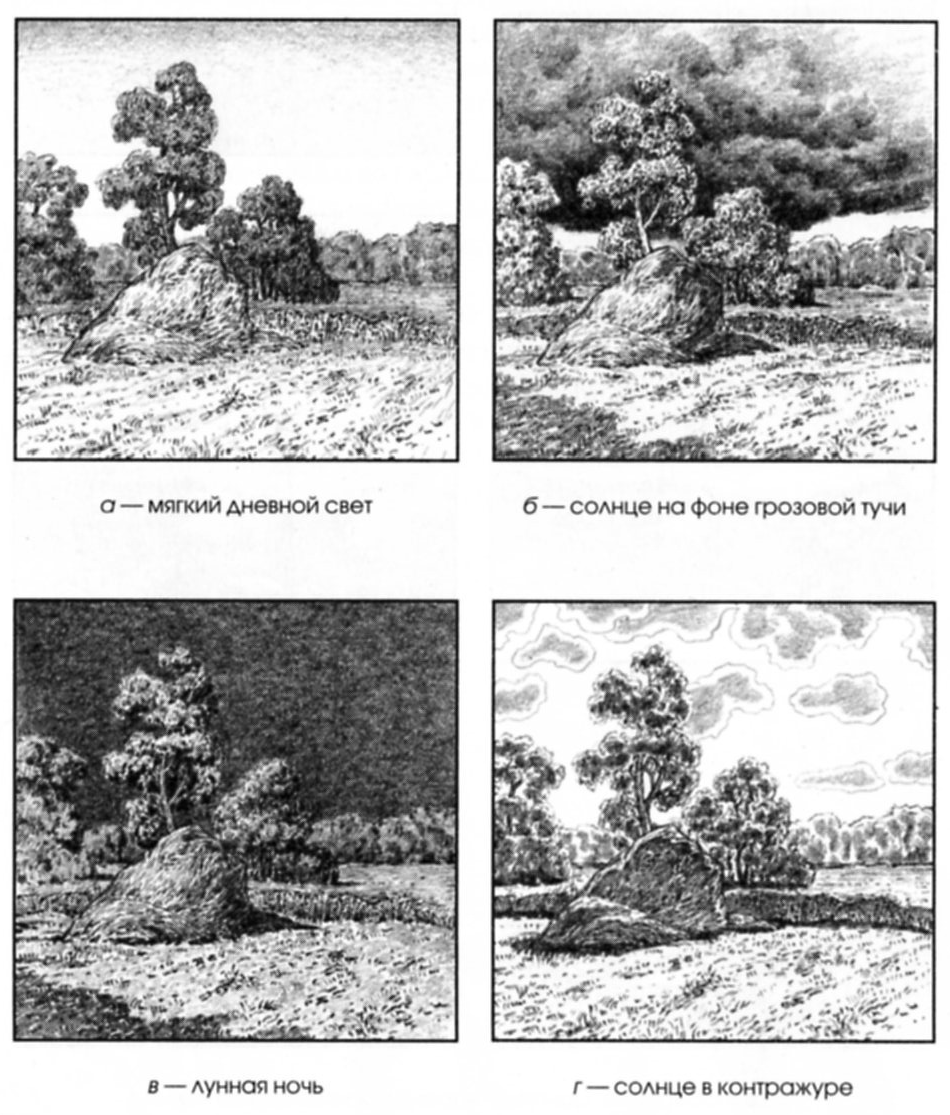 а — мягкий дневной свет
б — солнце на фоне грозовой тучи
в — лунная ночь
г — солнце в контражуре